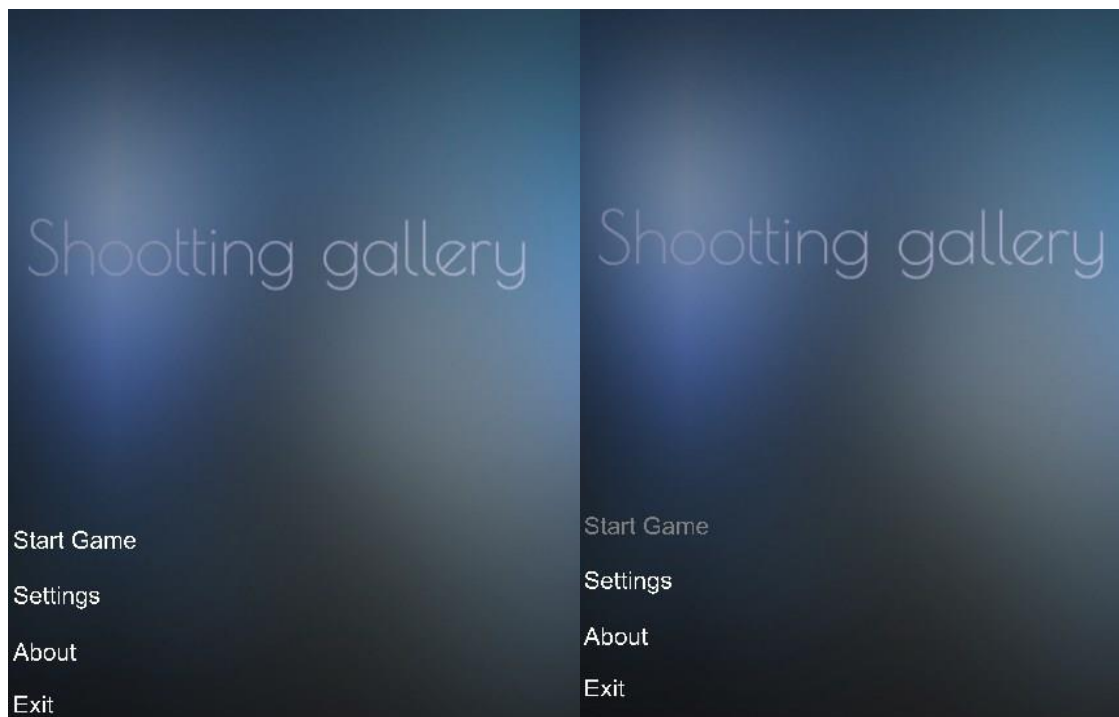 Shootting gallery
Start Game
Settings
About
Exit
Shootting gallery
Start Game
Settings
About
Exit